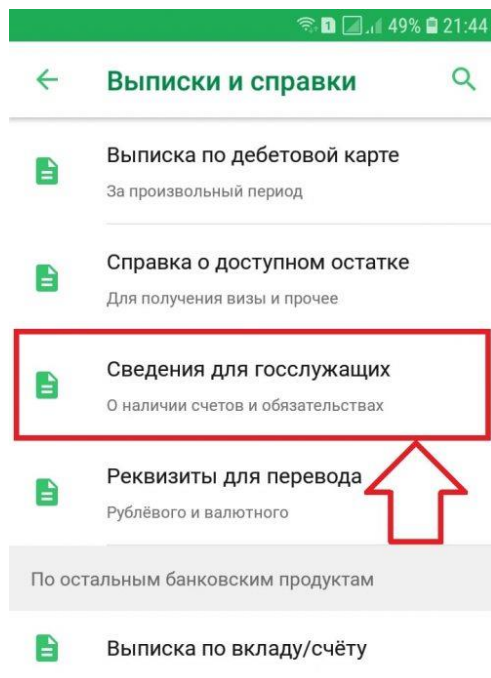 1 49% 21:44
Выписки и справки
Выписка по дебетовой карте
За произвольный период
Справка о доступном остатке
Для получения визы и прочее
Сведения для госслужащих
О наличии счетов и обязательствах
Реквизиты для перевода
Рублёвого и валютного
По остальным банковским продуктам
Выписка по вкладу/счёту